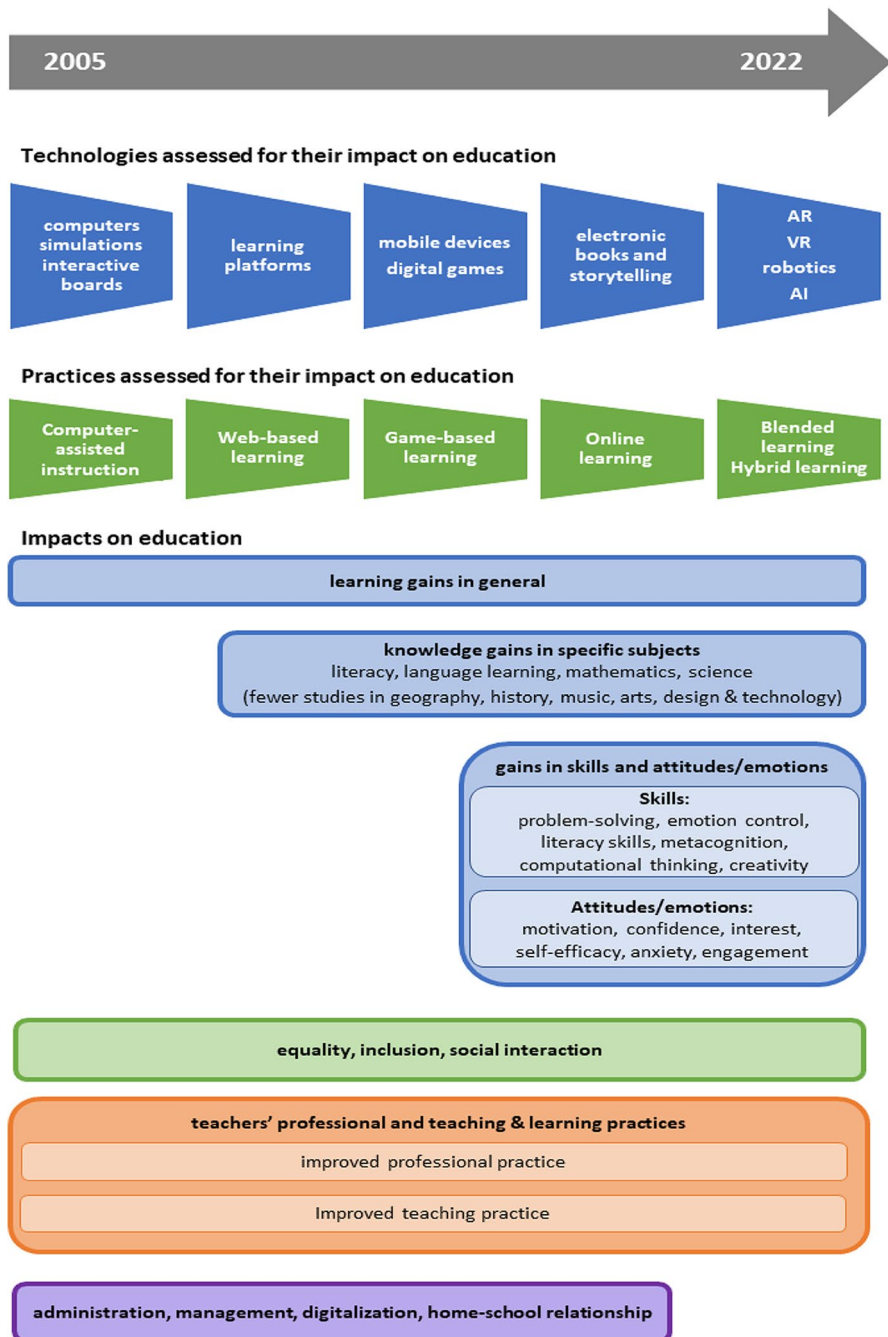 2005
2022
Technologies assessed for their impact on education
computers
simulations
interactive
boards
learning
platforms
mobile devices
digital games
electronic
books and
storytelling
AR
VR
robotics
AI
Practices assessed for their impact on education
Computer-
assisted
instruction
Web-based
learning
Game-based
learning
Online
learning
Blended
learning
Hybrid learning
Impacts on education
learning gains in general
knowledge gains in specific subjects
literacy, language learning, mathematics, science
(fewer studies in geography, history, music, arts, design & technology)
gains in skills and attitudes/emotions
Skills:
problem-solving, emotion control,
literacy skills, metacognition,
computational thinking, creativity
Attitudes/emotions:
motivation, confidence, interest,
self-efficacy, anxiety, engagement
equality, inclusion, social interaction
teachers’ professional and teaching & learning practices
improved professional practice
Improved teaching practice
administration, management, digitalization, home-school relationship